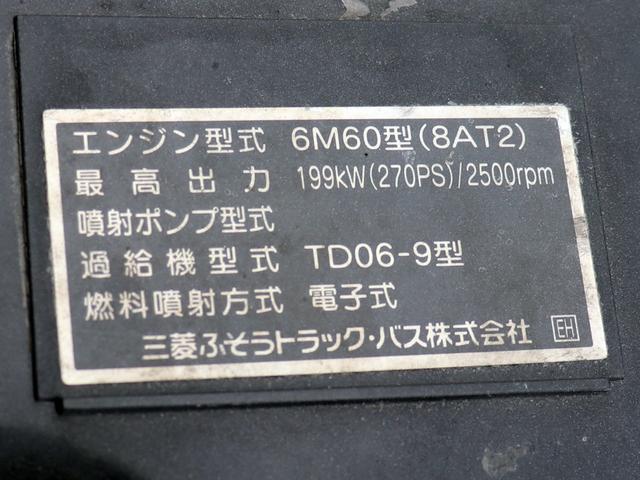 エンジン型式 6M60型(8AT2)
最高出力 199kW(270PS)/2500rpm
噴射ポンプ型式
過給機型式 TD06-9型
燃料噴射方式 電子式
三菱ふそうトラック・バス株式会社 EH